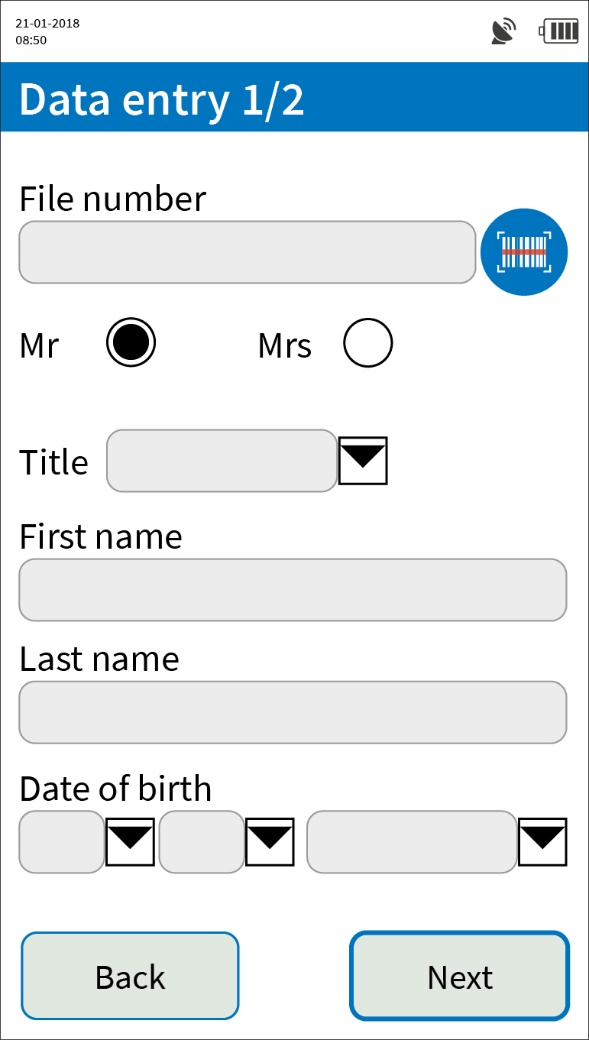 21-01-2018
08:50
Data entry 1/2
File number
Mr Mrs
Title
First name
Last name
Date of birth
Back Next